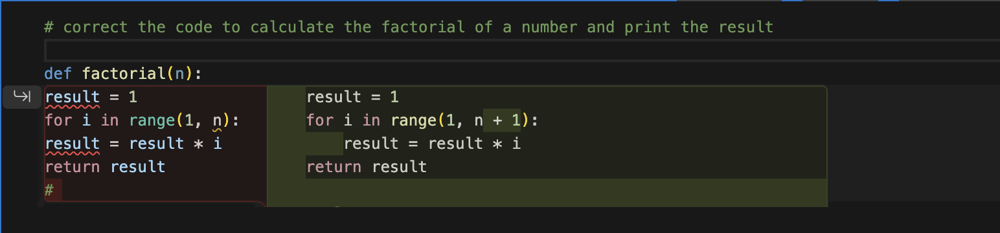 # correct the code to calculate the factorial of a number and print the result
def factorial(n):
result = 1
for i in range(1, n):
result = result * i
return result
#
result = 1
for i in range(1, n + 1):
result = result * i
return result